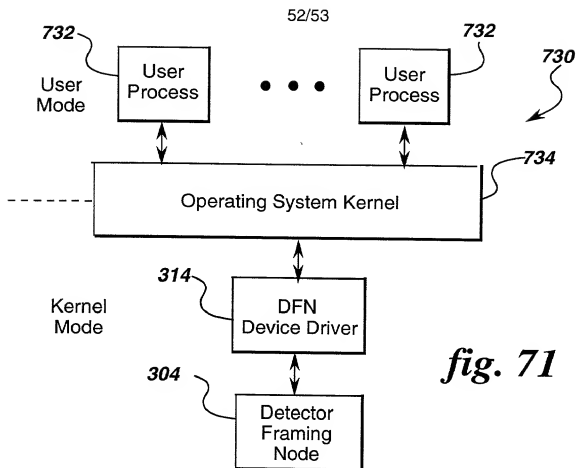 52/53
732
732
730
User
Process
User
Process
User
Mode
734
Operating System Kernel
314
Kernel
Mode
DFN
Device Driver
fig. 71
304
Detector
Framing
Node